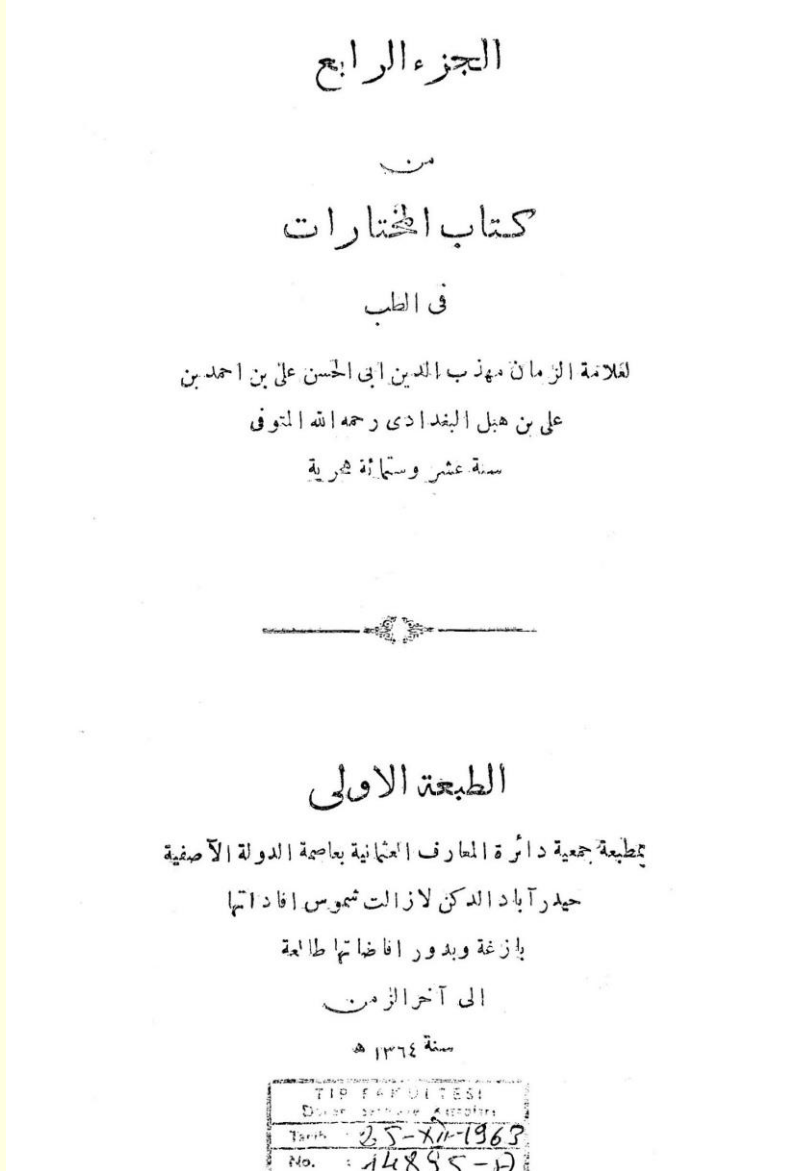 الجزء الرابع
من
كتاب المختارات
فى الطب
لعلامة الزمان مهذب الدين ابى الحسن على بن احمد بن
على بن هبل البغدادى رحمه الله المتوفى
سنة عشر وستمائة هجرية
الطبعة الاولى
بمطبعة جمعية دائرة المعارف العثمانية بعاصمة الدولة الآصفية
حيدرآباد الدكن لازالت شموس افاداتها
بازغة وبدور افاضاتها طالعة
الى آخر الزمن
سنة ١٣٦٤ ھ
TIP FAKÜLTESİ
Tarih : 25-XII-1963
No. : 14895